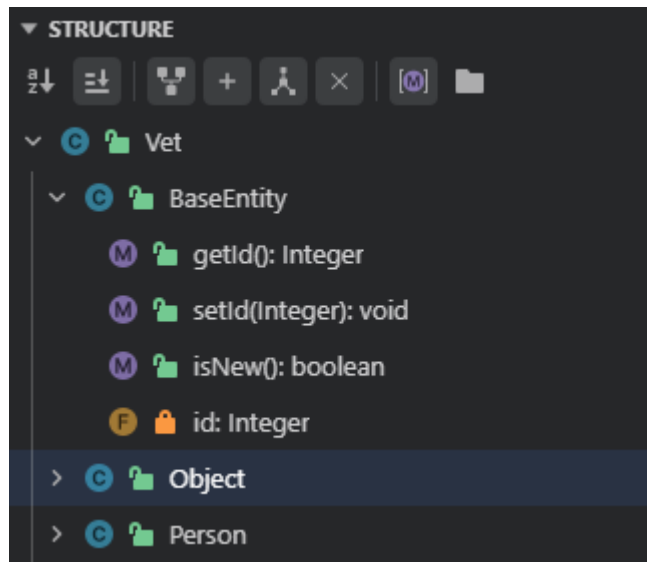 STRUCTURE
a z [M]
C Vet
C BaseEntity
M getId(): Integer
M setId(Integer): void
M isNew(): boolean
F id: Integer
C Object
C Person